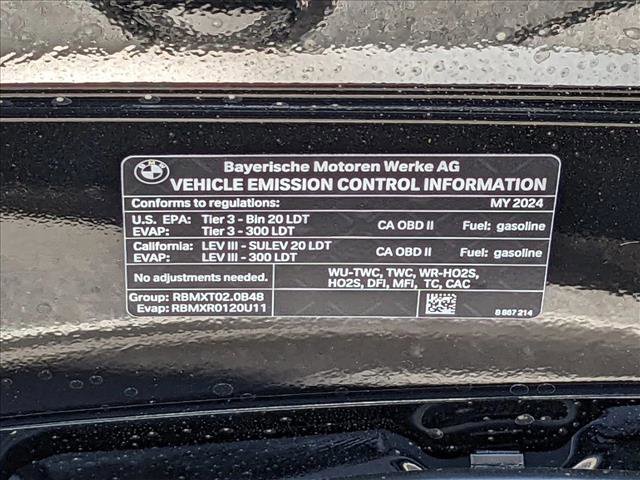 BMW
Bayerische Motoren Werke AG
VEHICLE EMISSION CONTROL INFORMATION
Conforms to regulations: MY 2024
U.S. EPA: Tier 3 - Bin 20 LDT CA OBD II Fuel: gasoline
EVAP: Tier 3 - 300 LDT
California: LEV III - SULEV 20 LDT CA OBD II Fuel: gasoline
EVAP: LEV III - 300 LDT
No adjustments needed. WU-TWC, TWC, WR-HO2S,
HO2S, DFI, MFI, TC, CAC
Group: RBMXT02.0B48
Evap: RBMXR0120U11
8 667 214